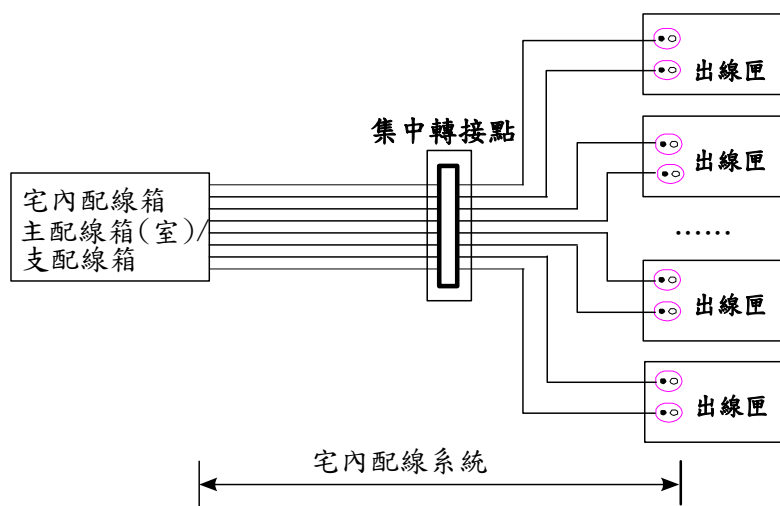 出線匣
集中轉接點
出線匣
宅內配線箱
主配線箱(室)/
支配線箱
……
出線匣
出線匣
宅內配線系統